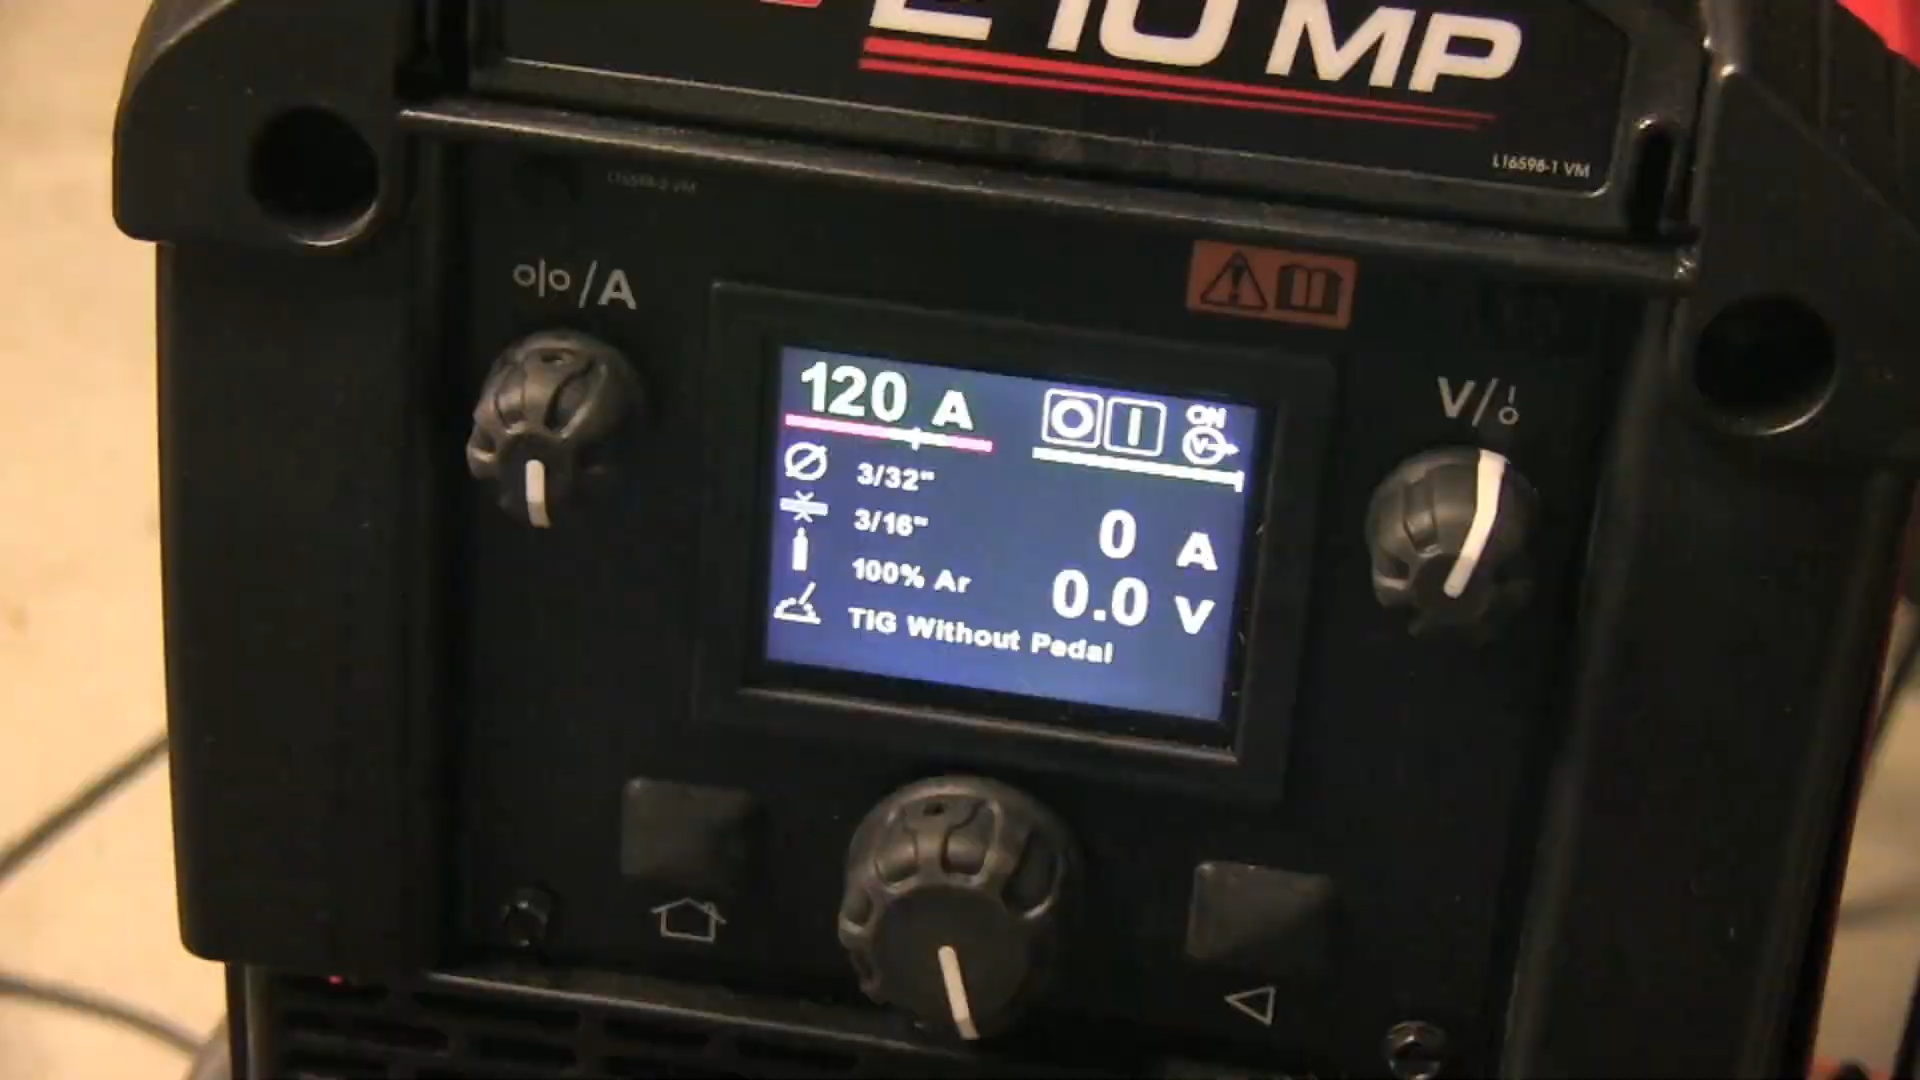 210 MP
L16598-1 VM
o|o/A
V/
120 A
ON
V
3/32"
3/16"
0 A
100% Ar
0.0 V
TIG Without Pedal